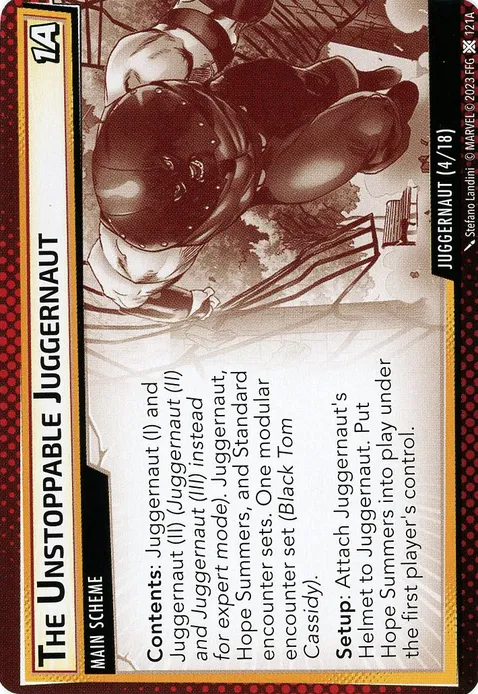 THE UNSTOPPABLE JUGGERNAUT
1A
MAIN SCHEME
Contents: Juggernaut (I) and
Juggernaut (II) (Juggernaut (II)
and Juggernaut (III) instead
for expert mode). Juggernaut,
Hope Summers, and Standard
encounter sets. One modular
encounter set (Black Tom
Cassidy).
Setup: Attach Juggernaut's
Helmet to Juggernaut. Put
Hope Summers into play under
the first player's control.
JUGGERNAUT (4/18)
Stefano Landini © MARVEL © 2023 FFG 121A